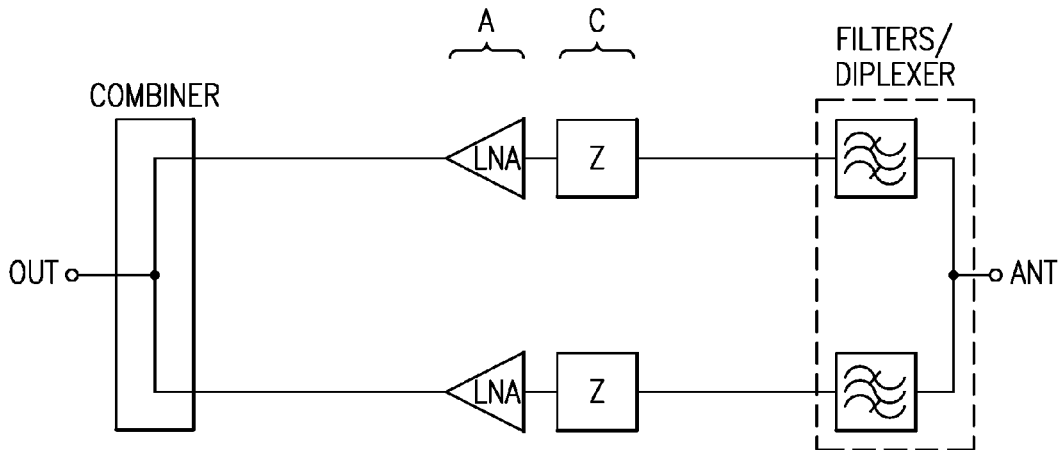 A
C
FILTERS/
DIPLEXER
COMBINER
LNA
Z
OUT
ANT
LNA
Z